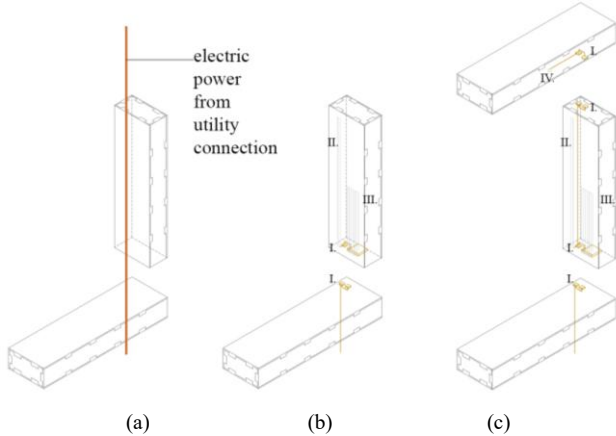 electric
power
from
utility
connection
I.
IV.
I.
II.
III.
I.
I.
II.
III.
I.
I.
(a)
(b)
(c)